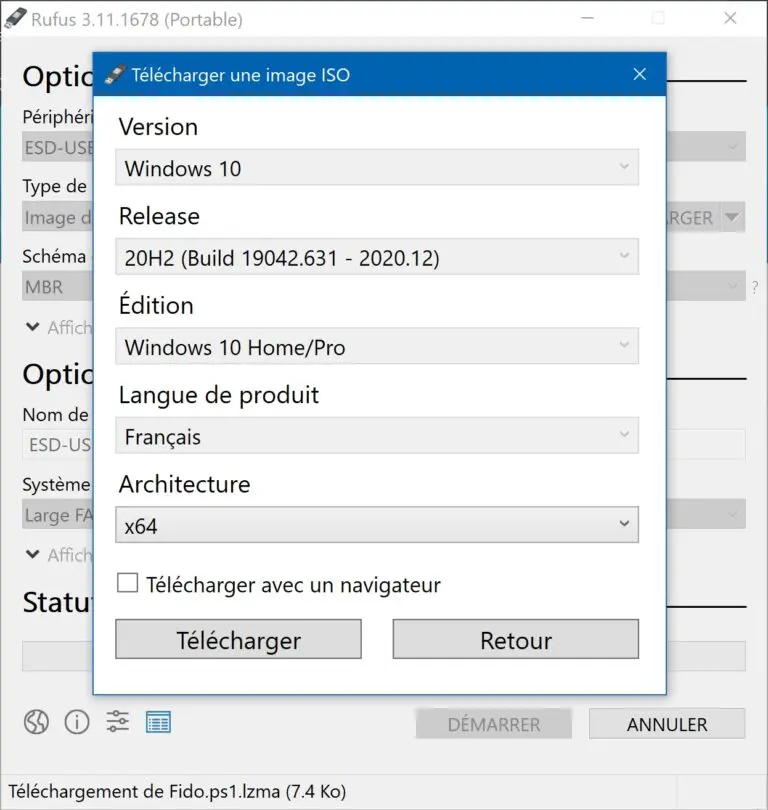 Rufus 3.11.1678 (Portable)
Télécharger une image ISO
Version
Windows 10
Release
20H2 (Build 19042.631 - 2020.12)
Édition
Windows 10 Home/Pro
Langue de produit
Français
Architecture
x64
Télécharger avec un navigateur
Télécharger
Retour
Optio
Périphéri
ESD-USB
Type de
Image d
RGER
Schéma
MBR
?
Affich
Optio
Nom de
ESD-US
Système
Large FA
Affich
Statu
DÉMARRER
ANNULER
Téléchargement de Fido.ps1.lzma (7.4 Ko)